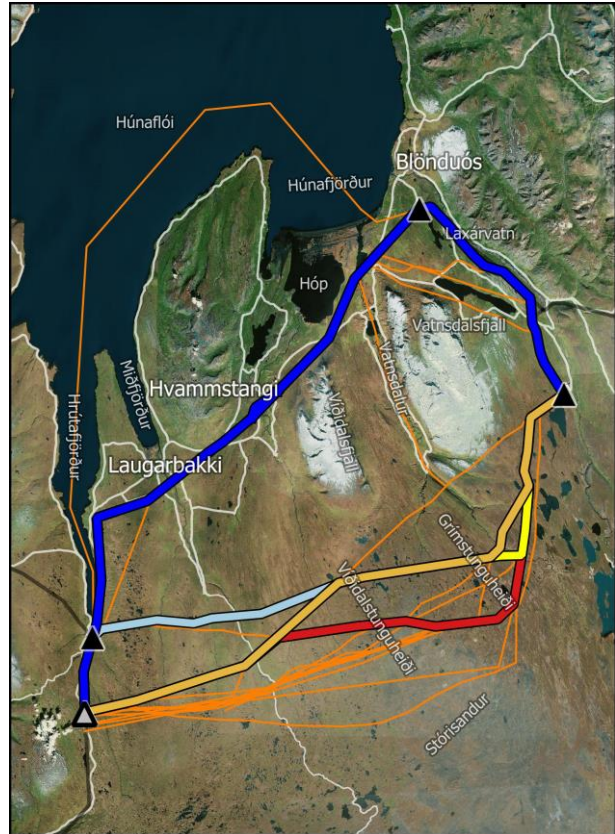 Húnaflói
Húnafjörður
Blönduós
Laxárvatn
Hóp
Vatnsdalsfjall
Miðfjörður
Hvammstangi
Víðidalsfjall
Vatnsdalur
Hrútafjörður
Laugarbakki
Grímstunguheiði
Víðidalstunguheiði
Stórisandur